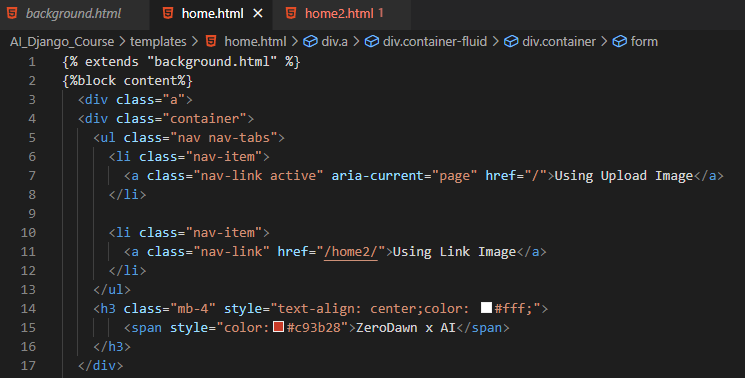 background.html home.html × home2.html 1
AI_Django_Course > templates > home.html > div.a > div.container-fluid > div.container > form
1 {% extends "background.html" %}
2 {%block content%}
3 <div class="a">
4 <div class="container">
5 <ul class="nav nav-tabs">
6 <li class="nav-item">
7 <a class="nav-link active" aria-current="page" href="/">Using Upload Image</a>
8 </li>
9
10 <li class="nav-item">
11 <a class="nav-link" href="/home2/">Using Link Image</a>
12 </li>
13 </ul>
14 <h3 class="mb-4" style="text-align: center;color: #fff;">
15 <span style="color:#c93b28">ZeroDawn x AI</span>
16 </h3>
17 </div>